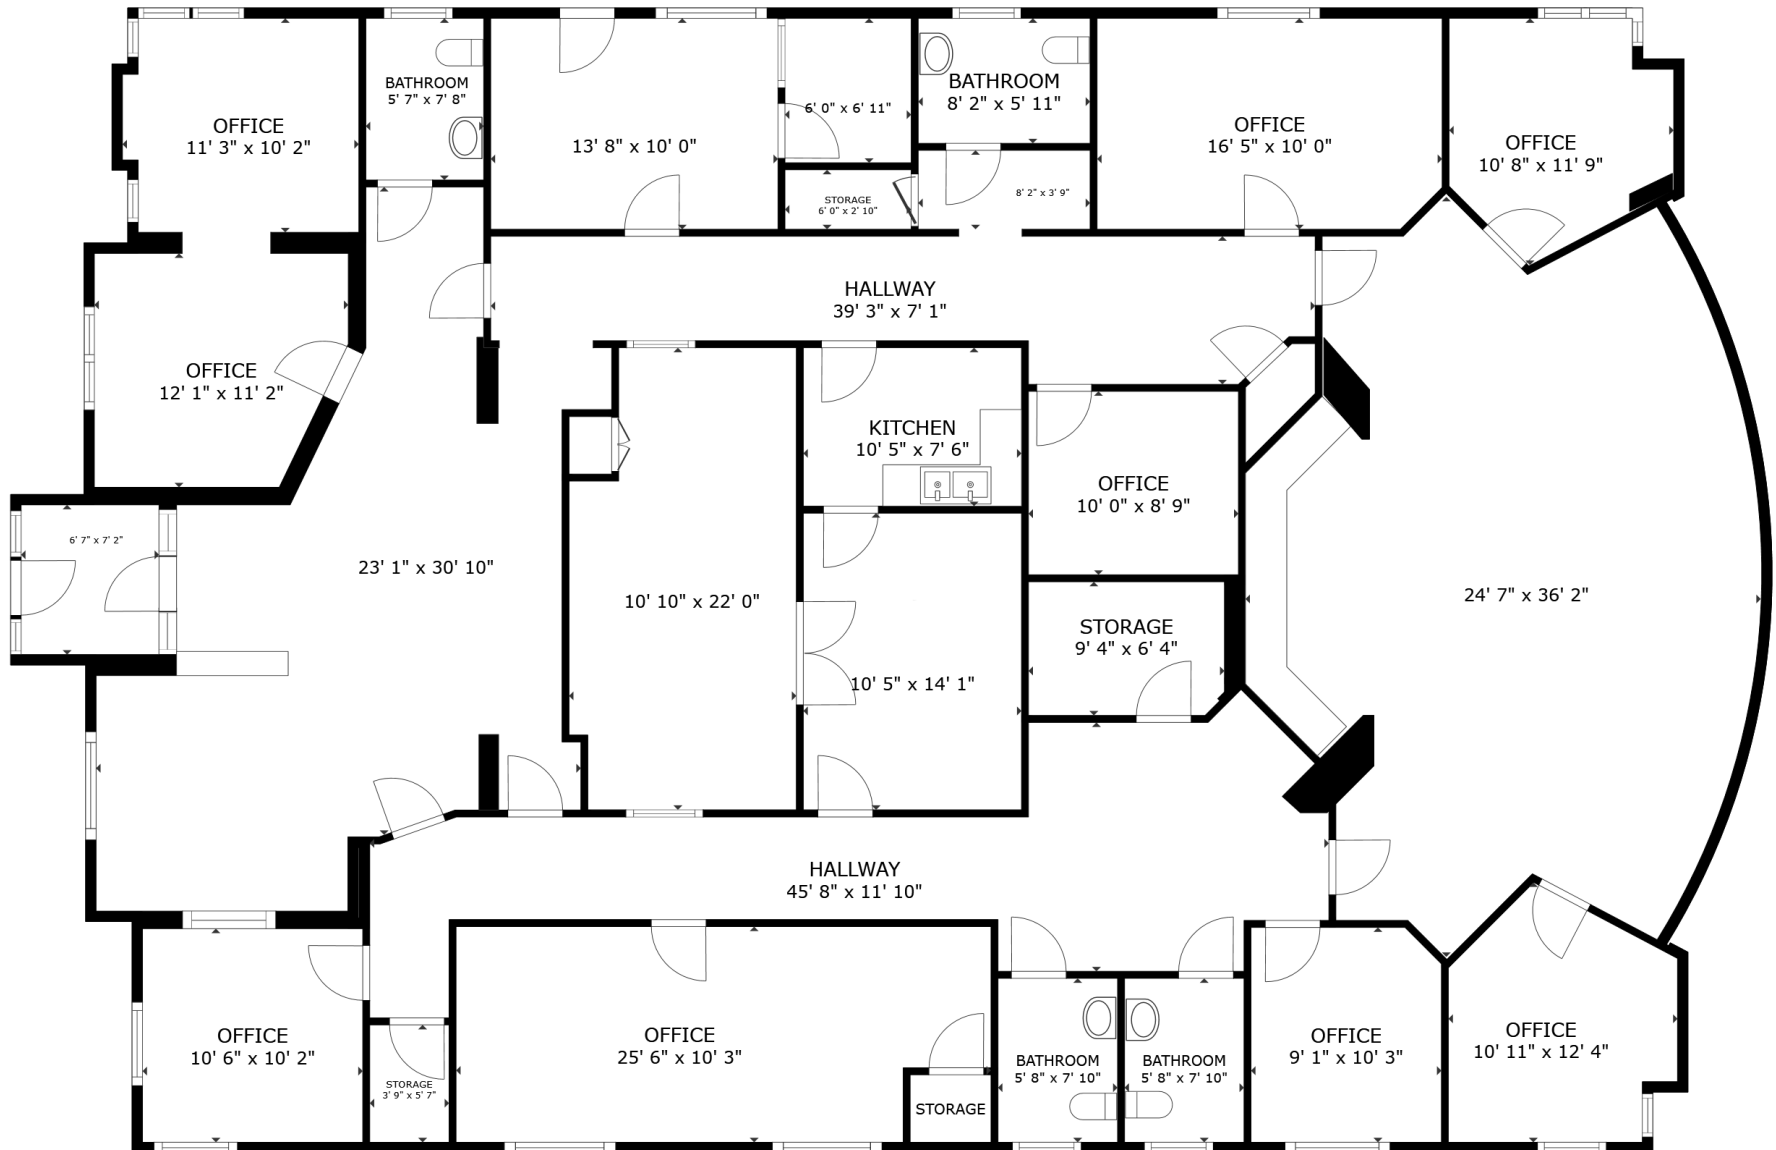 OFFICE
11' 3" x 10' 2"
BATHROOM
5' 7" x 7' 8"
13' 8" x 10' 0"
6' 0" x 6' 11"
STORAGE
6' 0" x 2' 10"
BATHROOM
8' 2" x 5' 11"
8' 2" x 3' 9"
OFFICE
16' 5" x 10' 0"
OFFICE
10' 8" x 11' 9"
HALLWAY
39' 3" x 7' 1"
OFFICE
12' 1" x 11' 2"
KITCHEN
10' 5" x 7' 6"
OFFICE
10' 0" x 8' 9"
6' 7" x 7' 2"
23' 1" x 30' 10"
10' 10" x 22' 0"
24' 7" x 36' 2"
STORAGE
9' 4" x 6' 4"
10' 5" x 14' 1"
HALLWAY
45' 8" x 11' 10"
OFFICE
10' 6" x 10' 2"
STORAGE
3' 9" x 5' 7"
OFFICE
25' 6" x 10' 3"
STORAGE
BATHROOM
5' 8" x 7' 10"
BATHROOM
5' 8" x 7' 10"
OFFICE
9' 1" x 10' 3"
OFFICE
10' 11" x 12' 4"